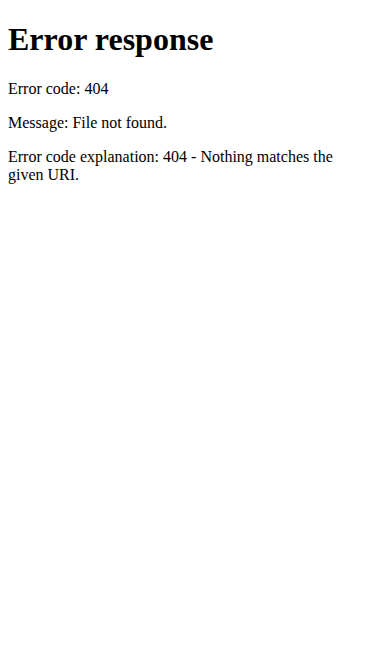 Error response
Error code: 404
Message: File not found.
Error code explanation: 404 - Nothing matches the
given URI.